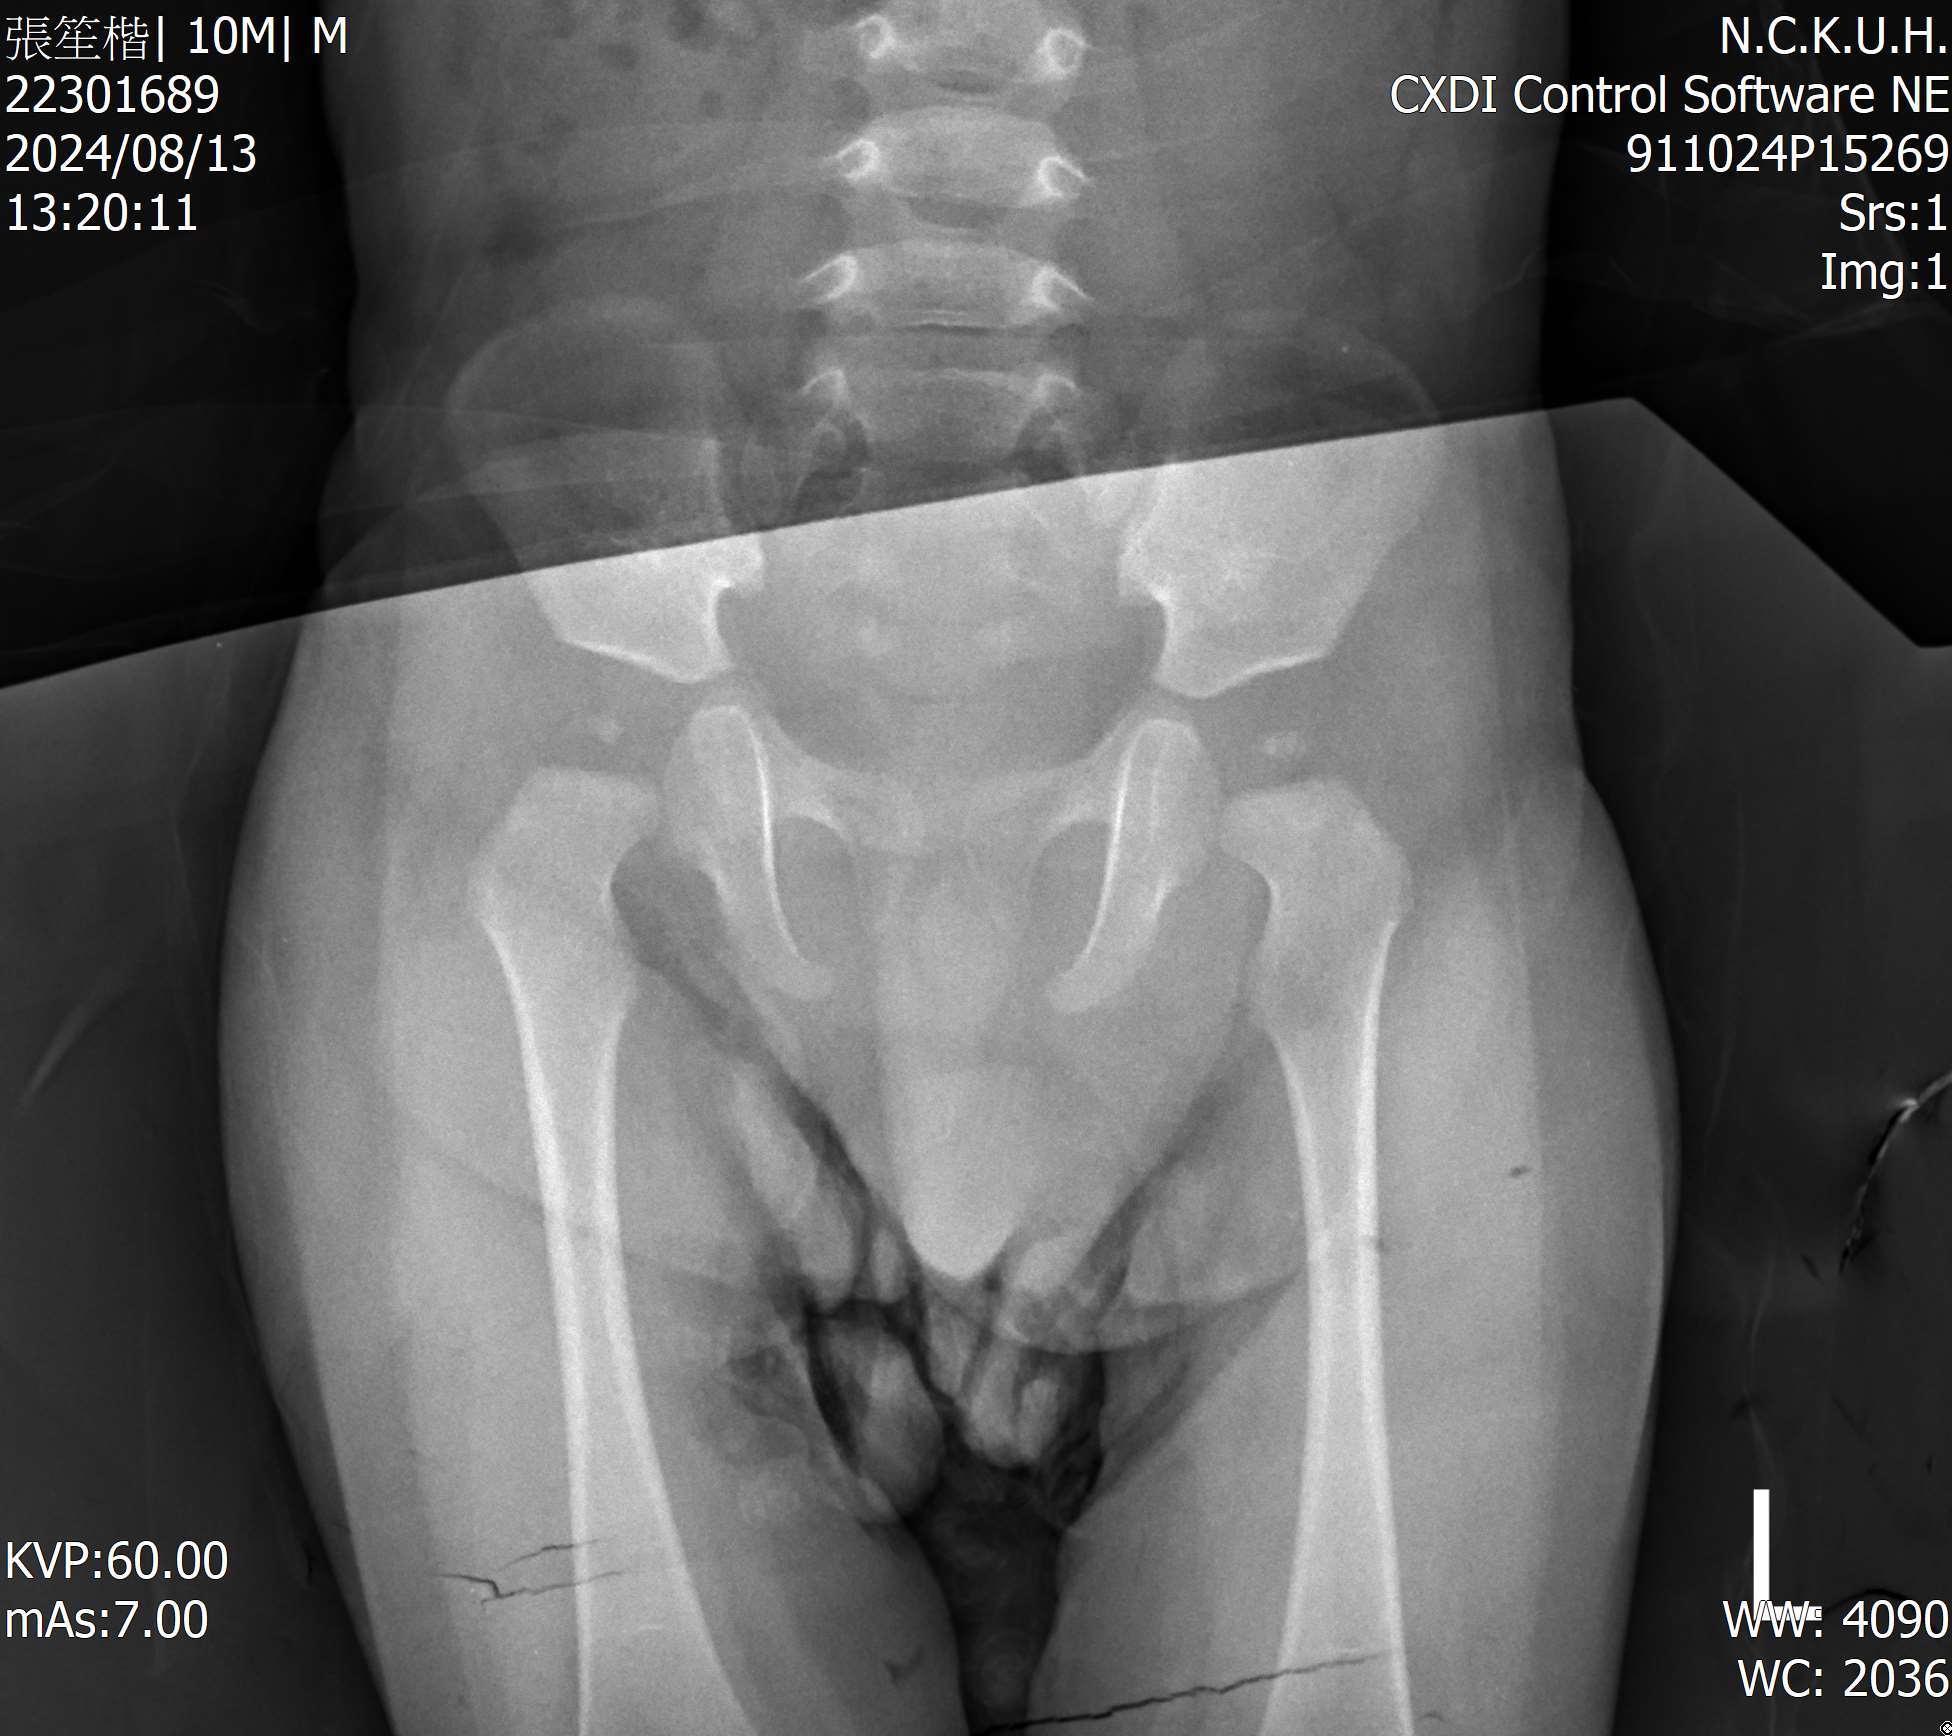 張笙楷| 10M| M
22301689
2024/08/13
13:20:11
N.C.K.U.H.
CXDI Control Software NE
911024P15269
Srs:1
Img:1
KVP:60.00
mAs:7.00
L
WW: 4090
WC: 2036